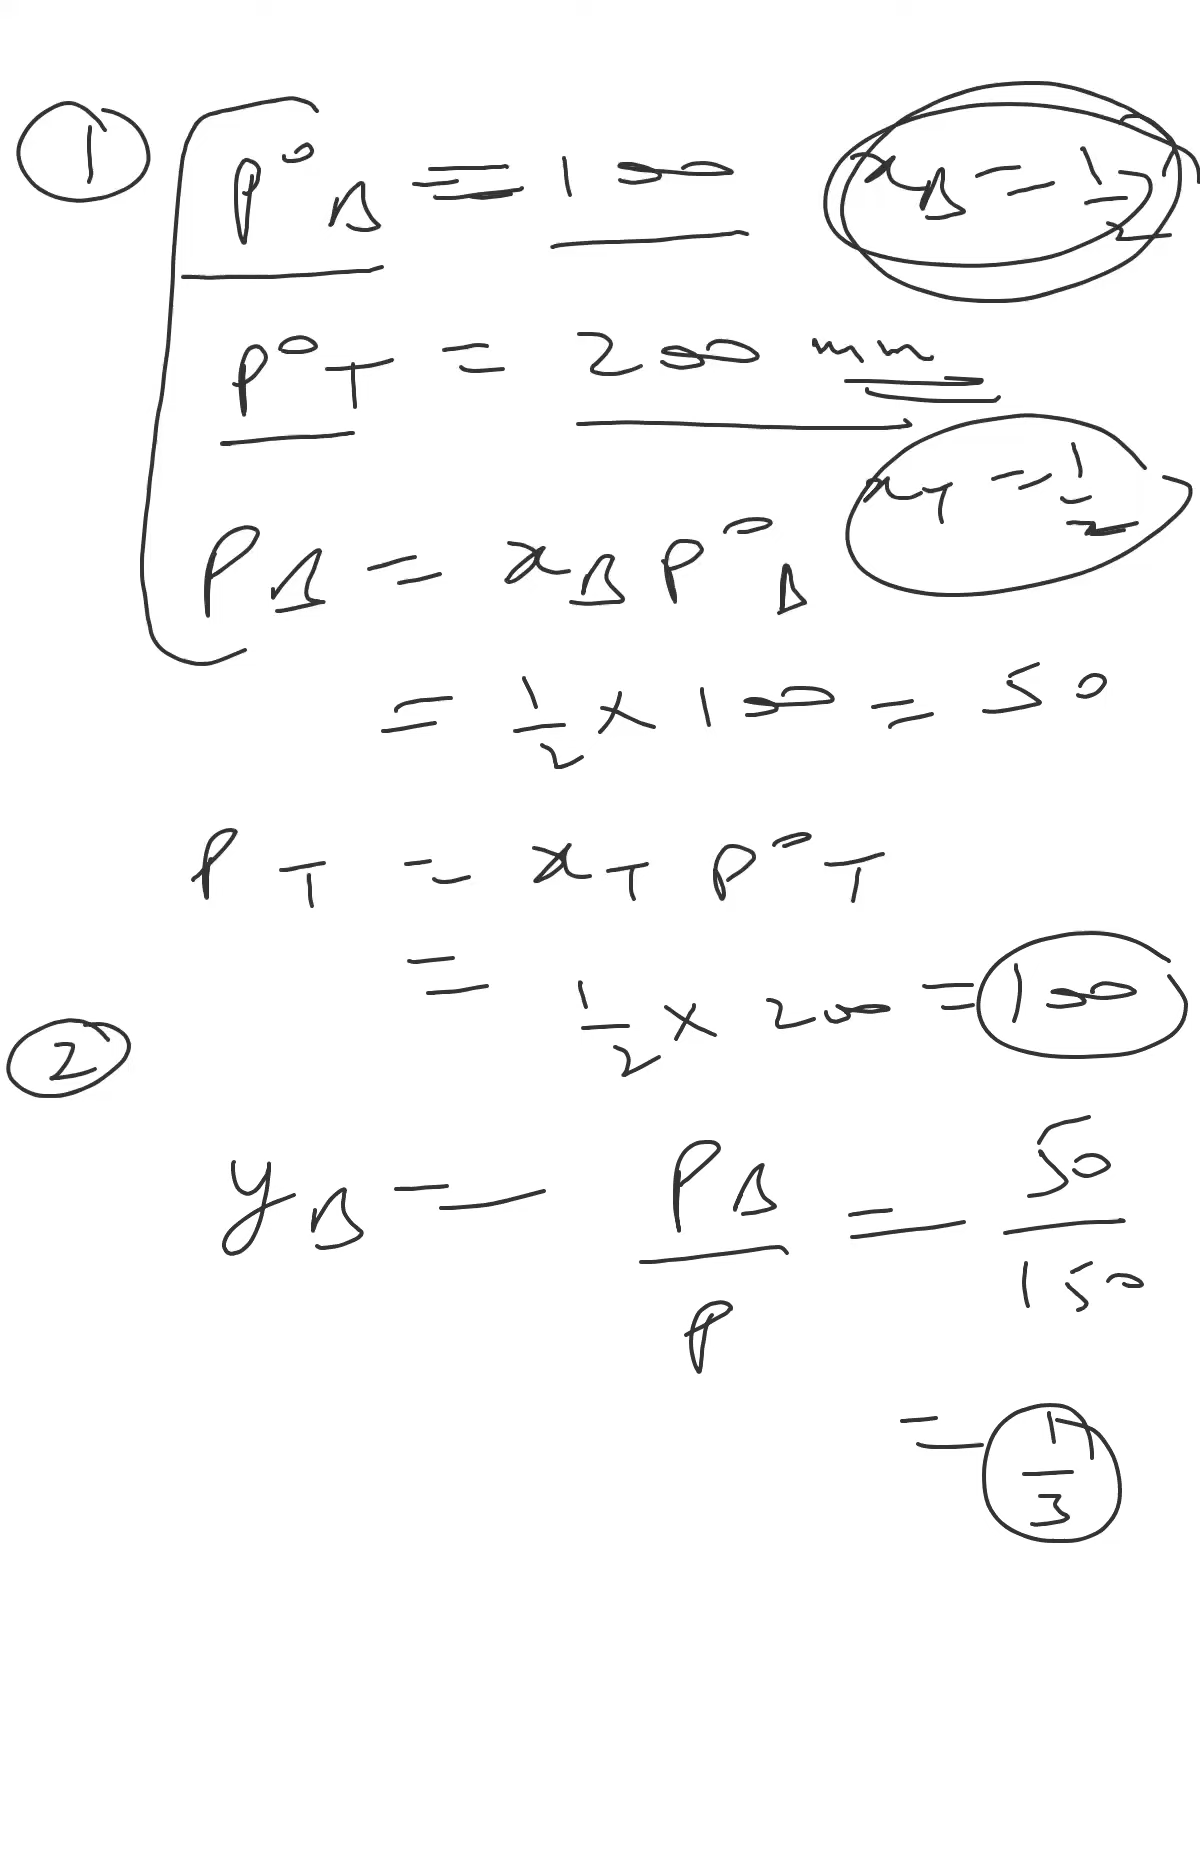 1
P°B = 100
xB = 1/2
P°T = 200 mm
xT = 1/2
PB = xB P°B
= 1/2 × 100 = 50
PT = xT P°T
= 1/2 × 200 = 100
2
yB = PB/P = 50/150
= 1/3